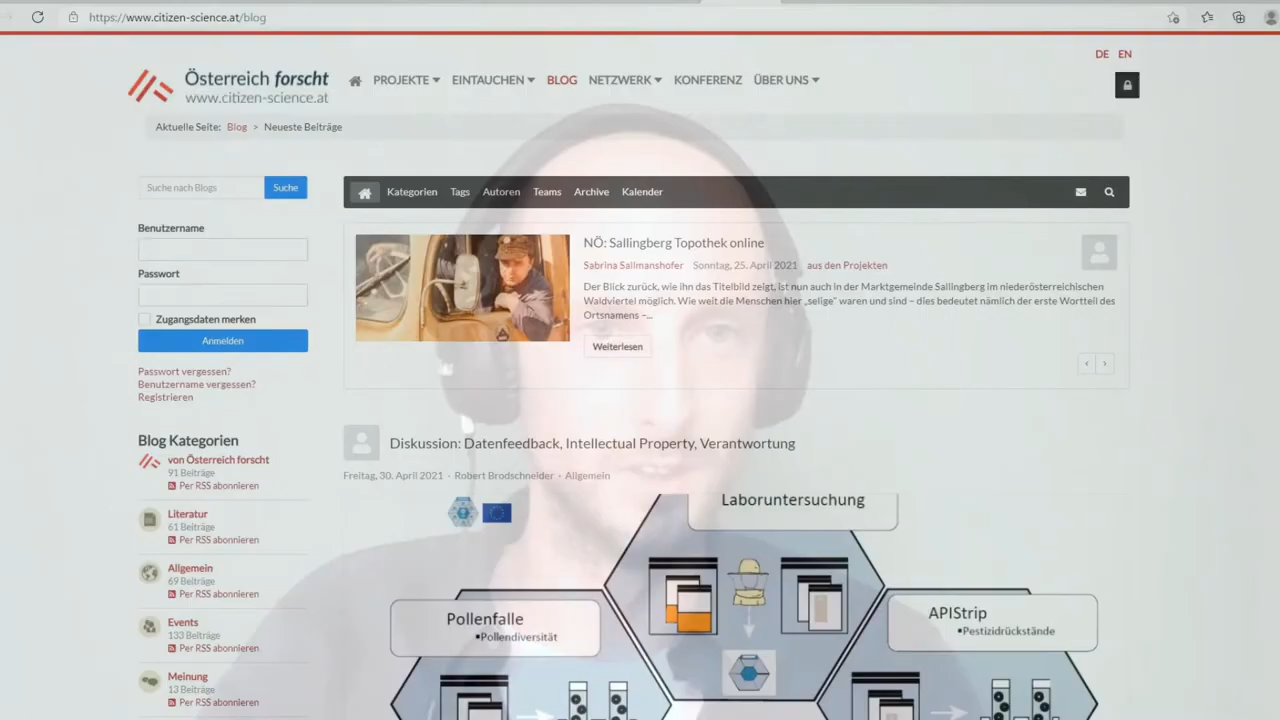 https://www.citizen-science.at/blog
DE EN
Österreich forscht
www.citizen-science.at
PROJEKTE EINTAUCHEN BLOG NETZWERK KONFERENZ ÜBER UNS
Aktuelle Seite: Blog > Neueste Beiträge
Suche nach Blogs
Suche
Benutzername
Passwort
Zugangsdaten merken
Anmelden
Passwort vergessen?
Benutzername vergessen?
Registrieren
Blog Kategorien
von Österreich forscht
91 Beiträge
Per RSS abonnieren
Literatur
61 Beiträge
Per RSS abonnieren
Allgemein
69 Beiträge
Per RSS abonnieren
Events
133 Beiträge
Per RSS abonnieren
Meinung
13 Beiträge
Per RSS abonnieren
Kategorien Tags Autoren Teams Archive Kalender
NÖ: Sallingberg Topothek online
Sabrina Sallmanshofer Sonntag, 25. April 2021 aus den Projekten
Der Blick zurück, wie ihn das Titelbild zeigt, ist nun auch in der Marktgemeinde Sallingberg im niederösterreichischen
Waldviertel möglich. Wie weit die Menschen hier „selige" waren und sind – dies bedeutet nämlich der erste Wortteil des
Ortsnamens –...
Weiterlesen
Diskussion: Datenfeedback, Intellectual Property, Verantwortung
Freitag, 30. April 2021 · Robert Brodschneider · Allgemein
Laboruntersuchung
Pollenfalle
•Pollendiversität
APIStrip
•Pestizidrückstände